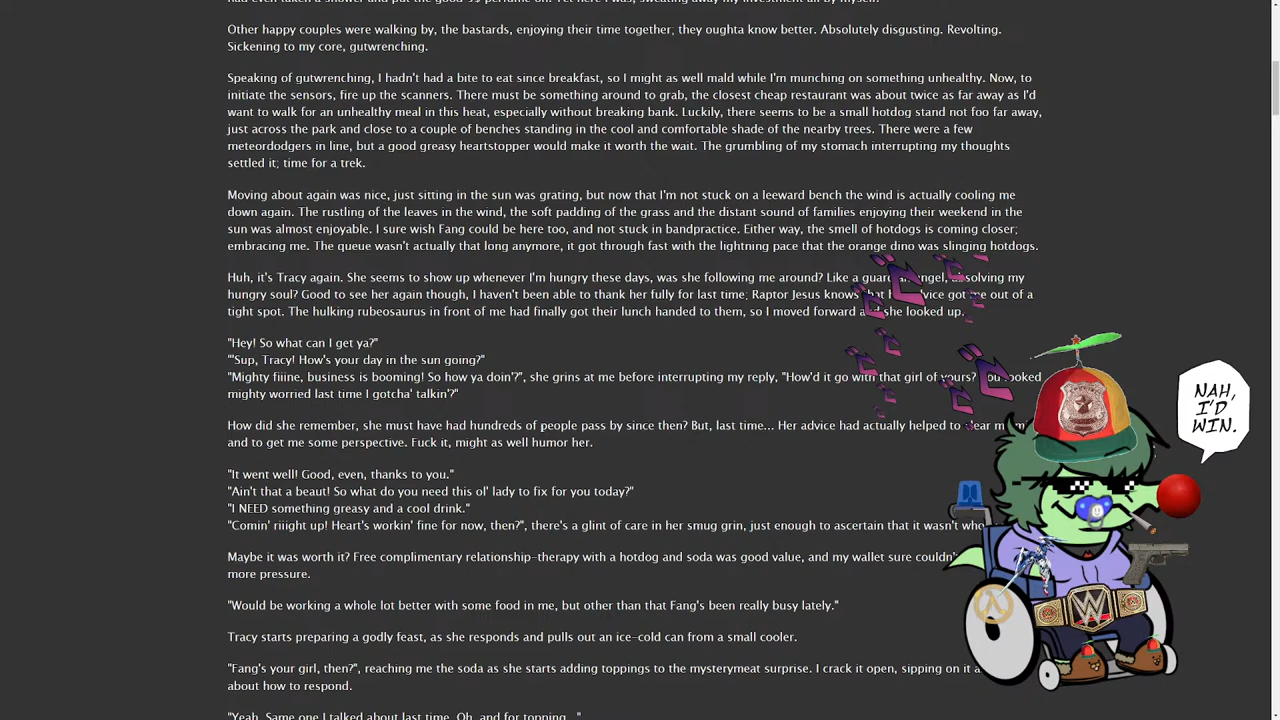 Other happy couples were walking by, the bastards, enjoying their time together; they oughta know better. Absolutely disgusting. Revolting.
Sickening to my core, gutwrenching.
Speaking of gutwrenching, I hadn't had a bite to eat since breakfast, so I might as well mald while I'm munching on something unhealthy. Now, to
initiate the sensors, fire up the scanners. There must be something around to grab, the closest cheap restaurant was about twice as far away as I'd
want to walk for an unhealthy meal in this heat, especially without breaking bank. Luckily, there seems to be a small hotdog stand not foo far away,
just across the park and close to a couple of benches standing in the cool and comfortable shade of the nearby trees. There were a few
meteordodgers in line, but a good greasy heartstopper would make it worth the wait. The grumbling of my stomach interrupting my thoughts
settled it; time for a trek.
Moving about again was nice, just sitting in the sun was grating, but now that I'm not stuck on a leeward bench the wind is actually cooling me
down again. The rustling of the leaves in the wind, the soft padding of the grass and the distant sound of families enjoying their weekend in the
sun was almost enjoyable. I sure wish Fang could be here too, and not stuck in bandpractice. Either way, the smell of hotdogs is coming closer;
embracing me. The queue wasn't actually that long anymore, it got through fast with the lightning pace that the orange dino was slinging hotdogs.
Huh, it's Tracy again. She seems to show up whenever I'm hungry these days, was she following me around? Like a guardian angel, absolving my
hungry soul? Good to see her again though, I haven't been able to thank her fully for last time; Raptor Jesus knows that her advice got me out of a
tight spot. The hulking rubeosaurus in front of me had finally got their lunch handed to them, so I moved forward and she looked up.
"Hey! So what can I get ya?"
"'Sup, Tracy! How's your day in the sun going?"
"Mighty fiiine, business is booming! So how ya doin'?", she grins at me before interrupting my reply, "How'd it go with that girl of yours? You looked
mighty worried last time I gotcha' talkin'?"
How did she remember, she must have had hundreds of people pass by since then? But, last time... Her advice had actually helped to clear my
and to get me some perspective. Fuck it, might as well humor her.
"It went well! Good, even, thanks to you."
"Ain't that a beaut! So what do you need this ol' lady to fix for you today?"
"I NEED something greasy and a cool drink."
"Comin' riiight up! Heart's workin' fine for now, then?", there's a glint of care in her smug grin, just enough to ascertain that it wasn't
Maybe it was worth it? Free complimentary relationship-therapy with a hotdog and soda was good value, and my wallet sure
more pressure.
"Would be working a whole lot better with some food in me, but other than that Fang's been really busy lately."
Tracy starts preparing a godly feast, as she responds and pulls out an ice-cold can from a small cooler.
"Fang's your girl, then?", reaching me the soda as she starts adding toppings to the mysterymeat surprise. I crack it open, sipping on it
about how to respond.
"Yeah. Same one I talked about last time. Oh, and for topping..."
NAH,
I'D
WIN.